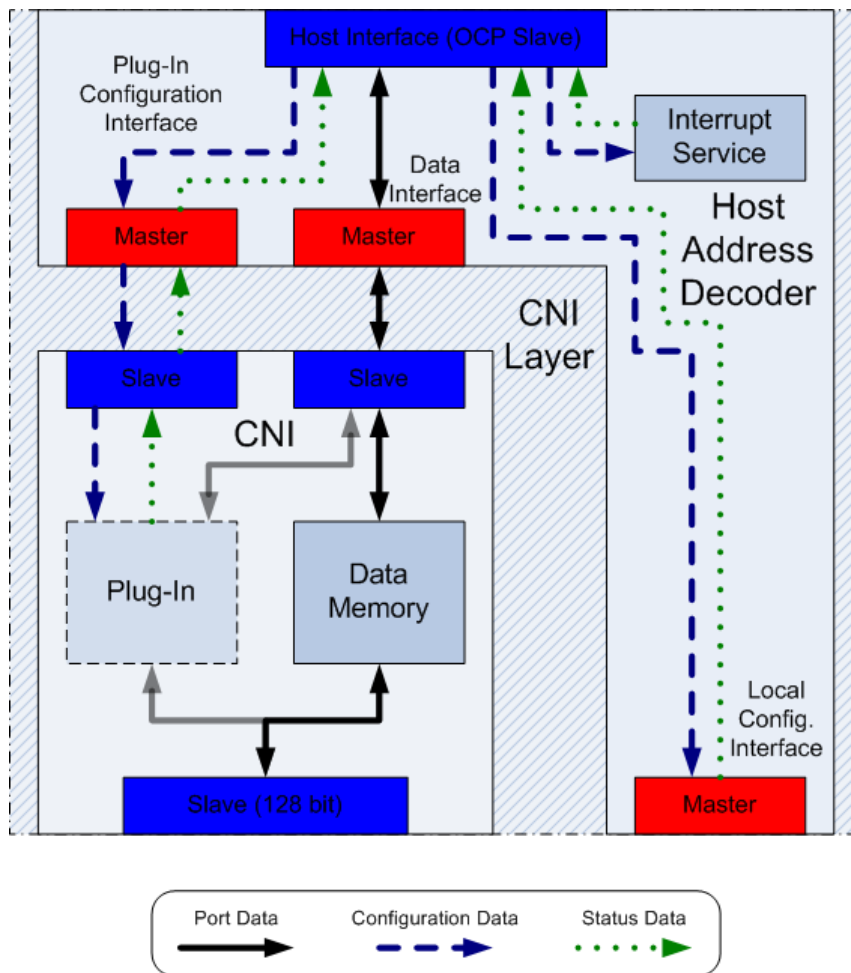 Host Interface (OCP Slave)
Plug-In
Configuration
Interface
Interrupt
Service
Data
Interface
Host
Address
Decoder
Master
Master
CNI
Layer
Slave
Slave
CNI
Plug-In
Data
Memory
Local
Config.
Interface
Slave (128 bit)
Master
Port Data
Configuration Data
Status Data